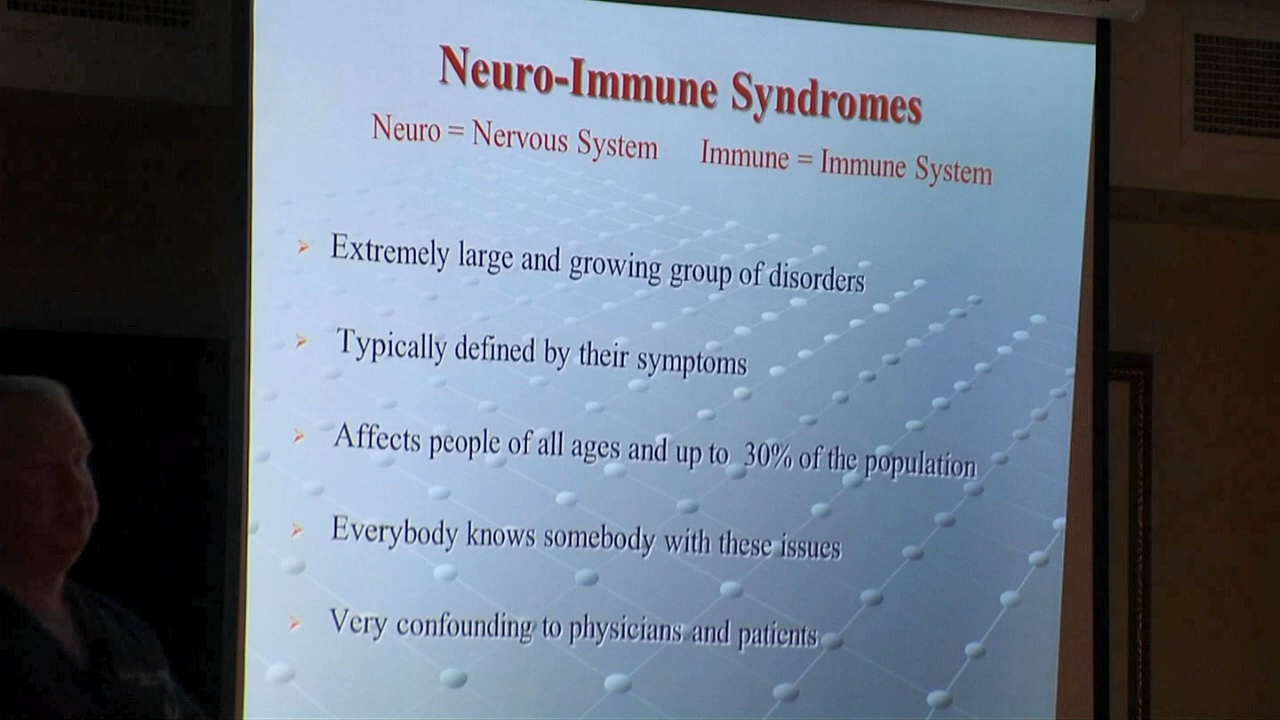 Neuro-Immune Syndromes
Neuro = Nervous System Immune = Immune System
Extremely large and growing group of disorders
Typically defined by their symptoms
Affects people of all ages and up to 30% of the population
Everybody knows somebody with these issues
Very confounding to physicians and patients